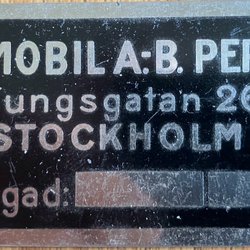 MOBIL A.-B. PE
ungsgatan 26
STOCKHOLM
gad: